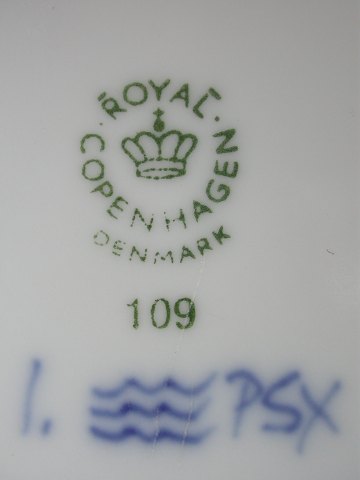 ROYAL
COPENHAGEN
DENMARK
109
1. PSX